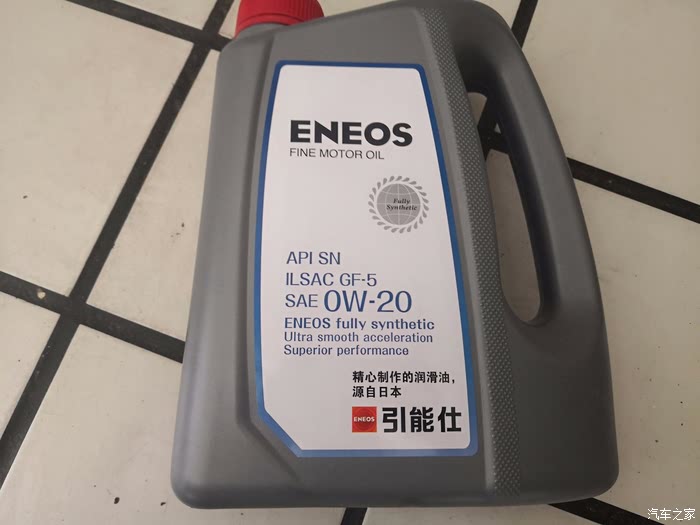 ENEOS
FINE MOTOR OIL
Fully
Synthetic
API SN
ILSAC GF-5
SAE 0W-20
ENEOS fully synthetic
Ultra smooth acceleration
Superior performance
精心制作的润滑油,
源自日本
ENEOS 引能仕
汽车之家